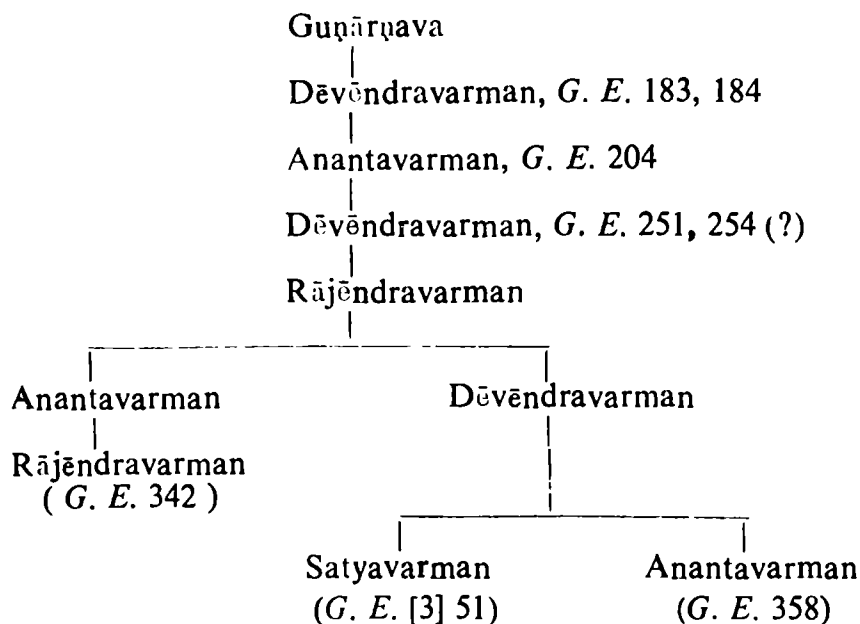 Guṇārṇava
Dēvēndravarman, G. E. 183, 184
Anantavarman, G. E. 204
Dēvēndravarman, G. E. 251, 254 (?)
Rājēndravarman
Anantavarman Dēvēndravarman
Rājēndravarman
( G. E. 342 )
Satyavarman Anantavarman
(G. E. [3] 51) (G. E. 358)